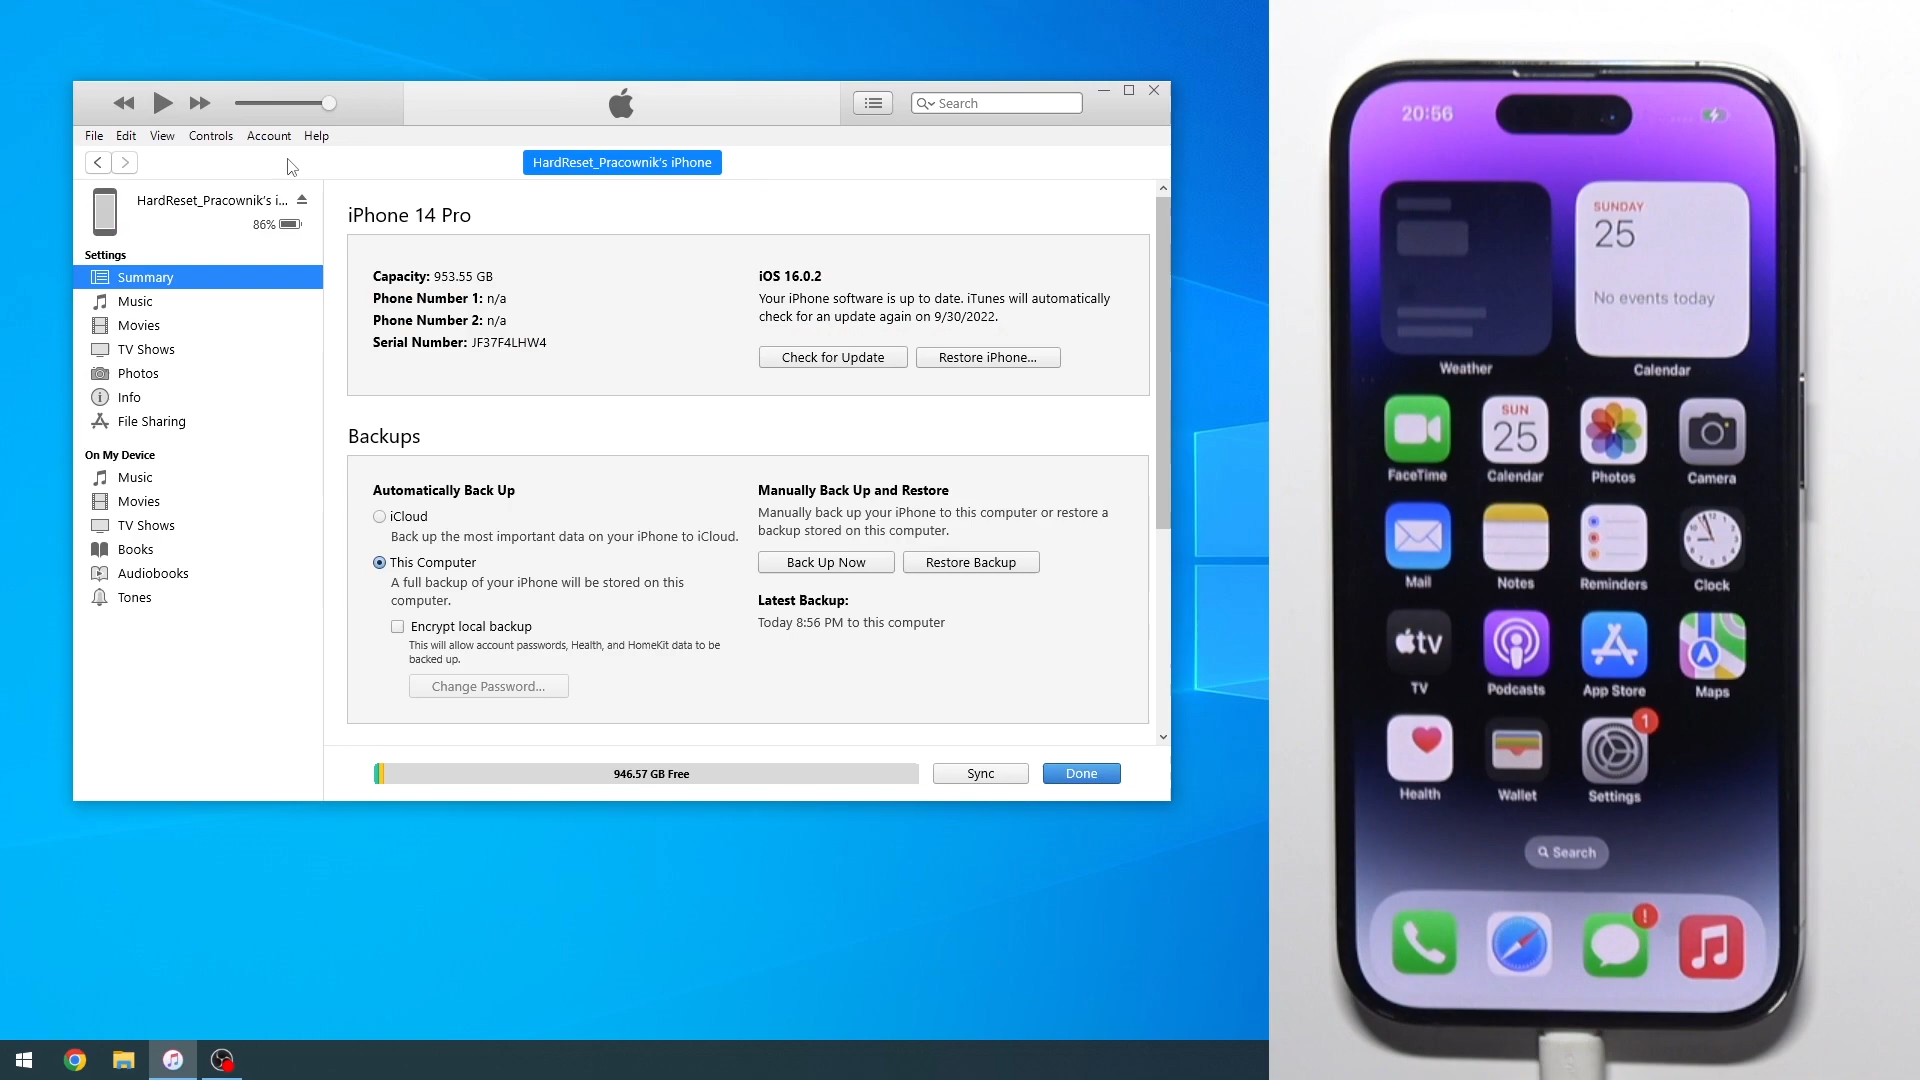 Search
File Edit View Controls Account Help
HardReset_Pracownik's iPhone
HardReset_Pracownik's i...
86%
Settings
Summary
Music
Movies
TV Shows
Photos
Info
File Sharing
On My Device
Music
Movies
TV Shows
Books
Audiobooks
Tones
iPhone 14 Pro
Capacity: 953.55 GB
Phone Number 1: n/a
Phone Number 2: n/a
Serial Number: JF37F4LHW4
iOS 16.0.2
Your iPhone software is up to date. iTunes will automatically
check for an update again on 9/30/2022.
Check for Update
Restore iPhone...
Backups
Automatically Back Up
iCloud
Back up the most important data on your iPhone to iCloud.
This Computer
A full backup of your iPhone will be stored on this
computer.
Encrypt local backup
This will allow account passwords, Health, and HomeKit data to be
backed up.
Change Password...
Manually Back Up and Restore
Manually back up your iPhone to this computer or restore a
backup stored on this computer.
Back Up Now
Restore Backup
Latest Backup:
Today 8:56 PM to this computer
946.57 GB Free
Sync
Done
20:56
SUNDAY
25
No events today
Weather
Calendar
SUN
25
FaceTime
Calendar
Photos
Camera
Mail
Notes
Reminders
Clock
tv
TV
Podcasts
App Store
Maps
1
Health
Wallet
Settings
Search
!